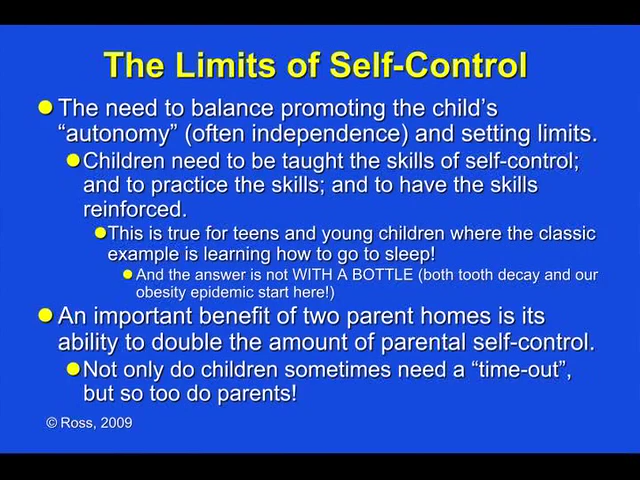 The Limits of Self-Control
The need to balance promoting the child’s
“autonomy” (often independence) and setting limits.
Children need to be taught the skills of self-control;
and to practice the skills; and to have the skills
reinforced.
This is true for teens and young children where the classic
example is learning how to go to sleep!
And the answer is not WITH A BOTTLE (both tooth decay and our
obesity epidemic start here!)
An important benefit of two parent homes is its
ability to double the amount of parental self-control.
Not only do children sometimes need a “time-out”,
but so too do parents!
© Ross, 2009